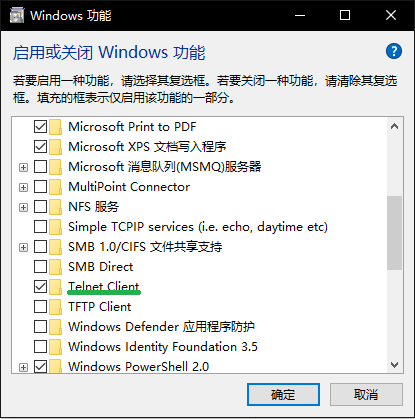 Windows 功能
启用或关闭 Windows 功能
?
若要启用一种功能，请选择其复选框。若要关闭一种功能，请清除其复选
框。填充的框表示仅启用该功能的一部分。
Microsoft Print to PDF
Microsoft XPS 文档写入程序
Microsoft 消息队列(MSMQ)服务器
MultiPoint Connector
NFS 服务
Simple TCPIP services (i.e. echo, daytime etc)
SMB 1.0/CIFS 文件共享支持
SMB Direct
Telnet Client
TFTP Client
Windows Defender 应用程序防护
Windows Identity Foundation 3.5
Windows PowerShell 2.0
确定
取消